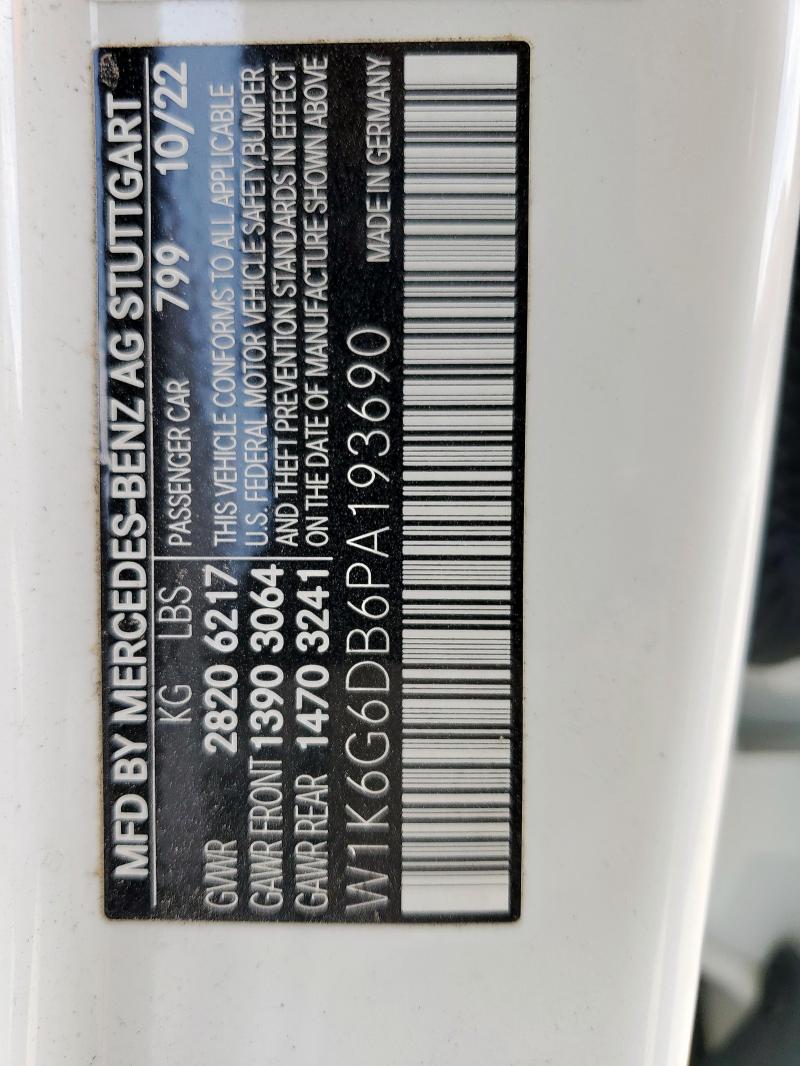 MFD BY MERCEDES-BENZ AG STUTTGART
KG LBS PASSENGER CAR 799 10/22
GVWR 2820 6217 THIS VEHICLE CONFORMS TO ALL APPLICABLE
GAWR FRONT 1390 3064 U.S. FEDERAL MOTOR VEHICLE SAFETY,BUMPER
AND THEFT PREVENTION STANDARDS IN EFFECT
GAWR REAR 1470 3241 ON THE DATE OF MANUFACTURE SHOWN ABOVE
W1K6G6DB6PA193690 MADE IN GERMANY